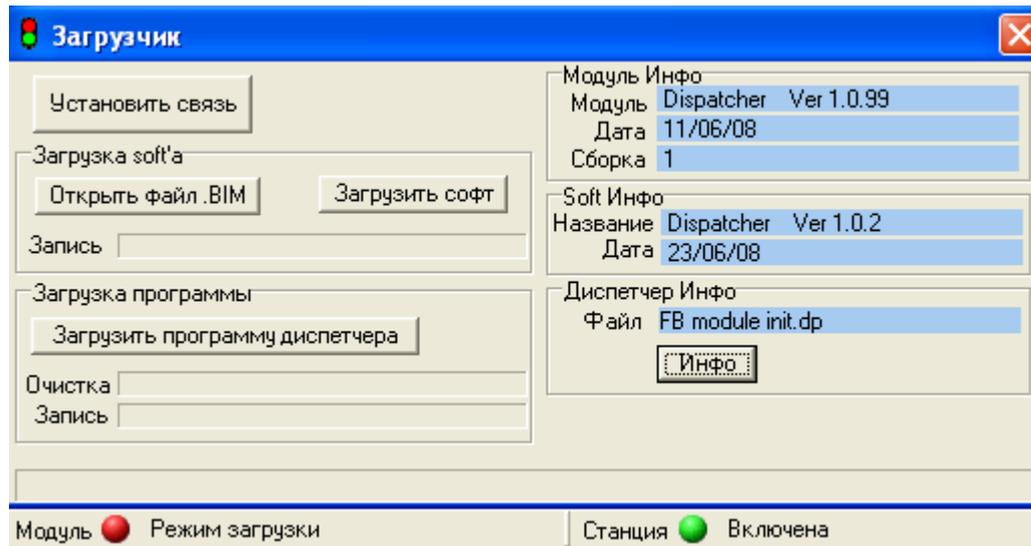 Загрузчик
Установить связь
Загрузка soft'а
Открыть файл .BIM
Загрузить софт
Запись
Загрузка программы
Загрузить программу диспетчера
Очистка
Запись
Модуль Инфо
Модуль Dispatcher Ver 1.0.99
Дата 11/06/08
Сборка 1
Soft Инфо
Название Dispatcher Ver 1.0.2
Дата 23/06/08
Диспетчер Инфо
Файл FB module init.dp
Инфо
Модуль Режим загрузки
Станция Включена